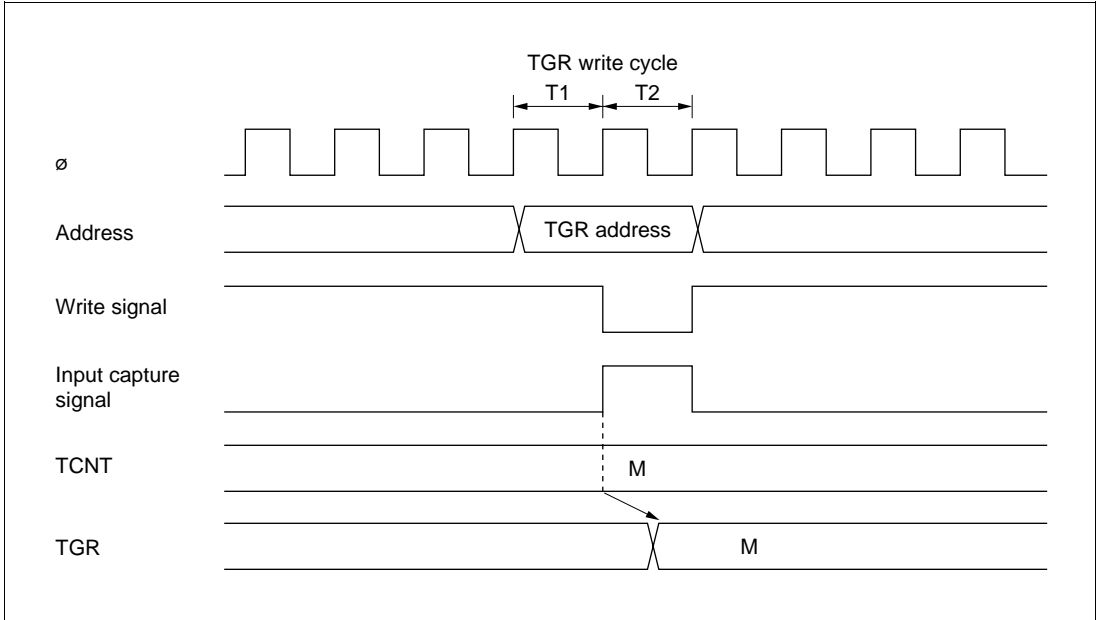 TGR write cycle
T1 T2
ø
Address TGR address
Write signal
Input capture
signal
TCNT M
TGR M